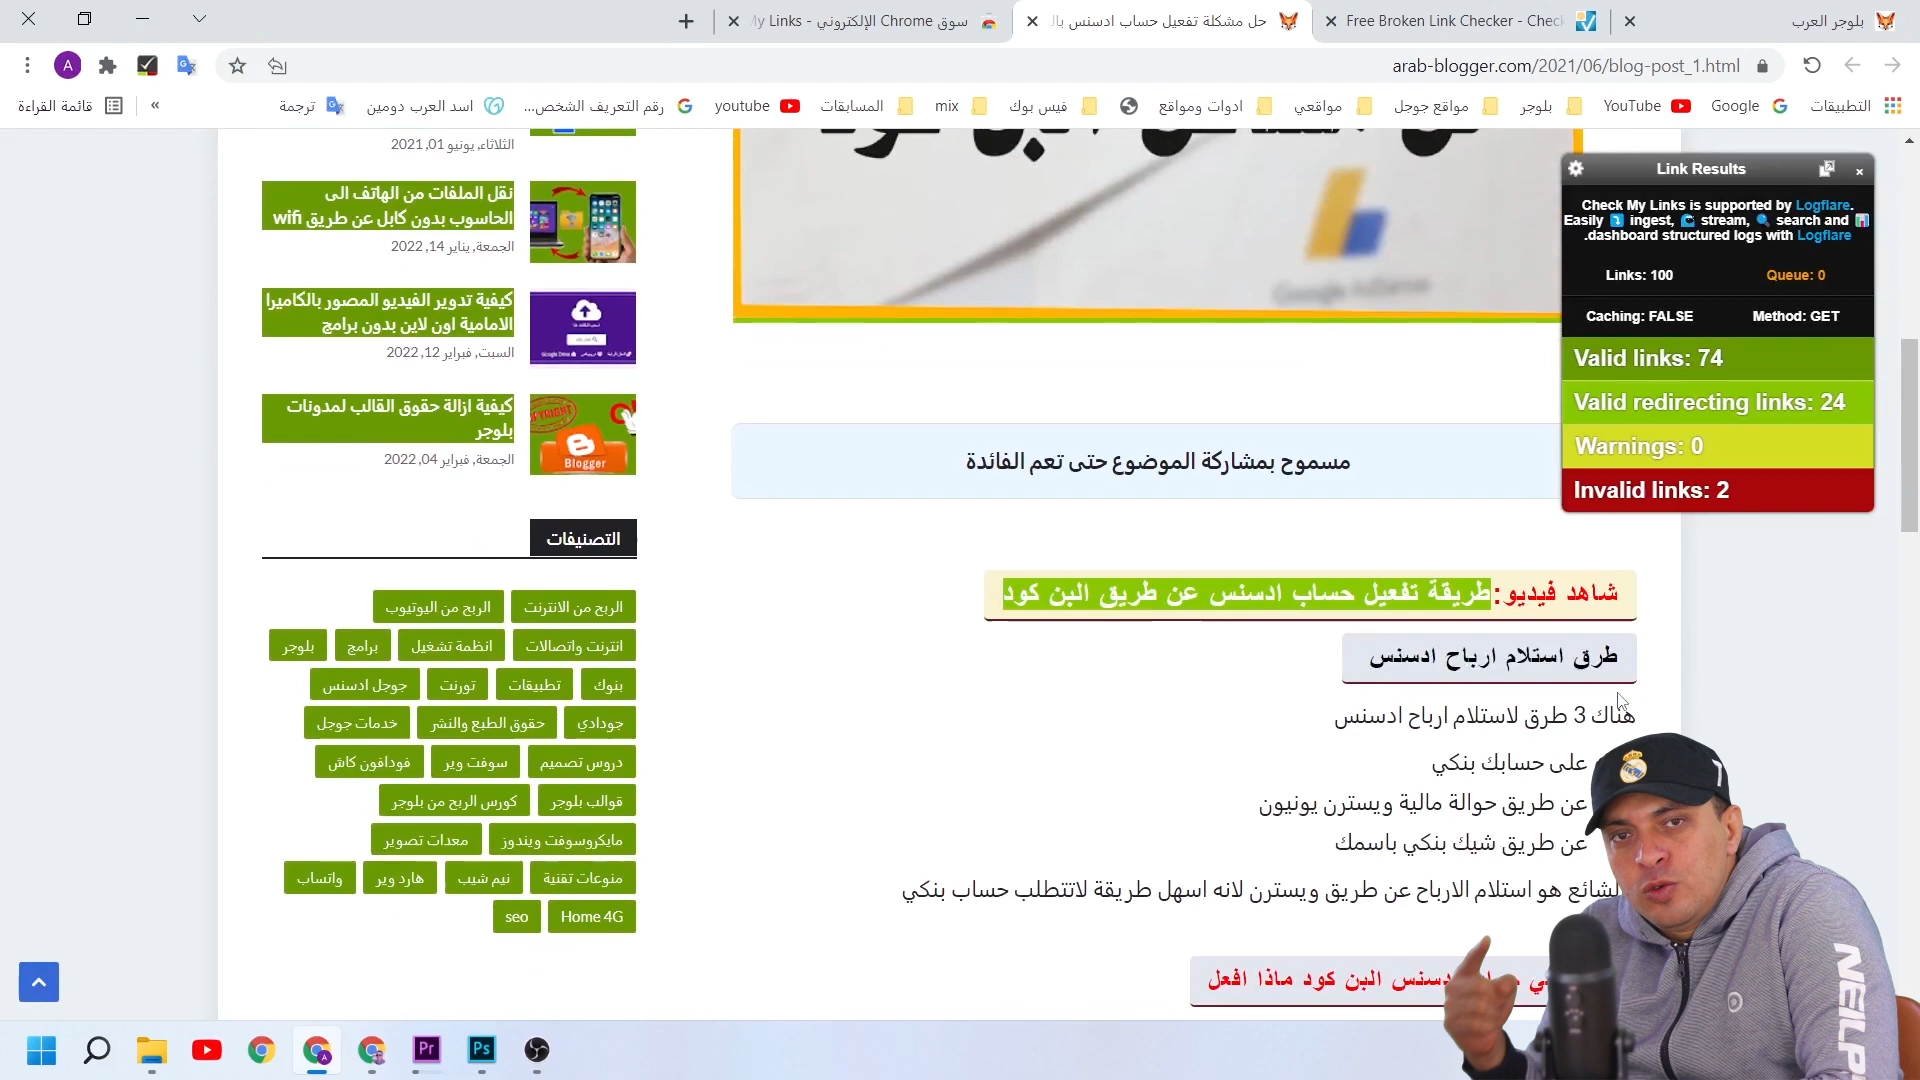 بلوجر العرب
Free Broken Link Checker - Chec
حل مشكلة تفعيل حساب ادسنس بال
سوق Chrome الإلكتروني - My Links
arab-blogger.com/2021/06/blog-post_1.html
A
التطبيقات
Google
YouTube
بلوجر
مواقع جوجل
مواقعي
ادوات ومواقع
فيس بوك
mix
المسابقات
youtube
رقم التعريف الشخص...
اسد العرب دومين
ترجمة
»
قائمة القراءة
Google AdSense
مسموح بمشاركة الموضوع حتى تعم الفائدة
شاهد فيديو: طريقة تفعيل حساب ادسنس عن طريق البن كود
طرق استلام ارباح ادسنس
هناك 3 طرق لاستلام ارباح ادسنس
على حسابك بنكي
عن طريق حوالة مالية ويسترن يونيون
عن طريق شيك بنكي باسمك
لشائع هو استلام الارباح عن طريق ويسترن لانه اسهل طريقة لاتتطلب حساب بنكي
دسنس البن كود ماذا افعل
الثلاثاء, يونيو 01, 2021
نقل الملفات من الهاتف الى
الحاسوب بدون كابل عن طريق wifi
الجمعة, يناير 14, 2022
كيفية تدوير الفيديو المصور بالكاميرا
الامامية اون لاين بدون برامج
السبت, فبراير 12, 2022
كيفية ازالة حقوق القالب لمدونات
بلوجر
الجمعة, فبراير 04, 2022
Blogger
التصنيفات
الربح من الانترنت
الربح من اليوتيوب
انترنت واتصالات
انظمة تشغيل
برامج
بلوجر
بنوك
تطبيقات
تورنت
جوجل ادسنس
جودادي
حقوق الطبع والنشر
خدمات جوجل
دروس تصميم
سوفت وير
فودافون كاش
قوالب بلوجر
كورس الربح من بلوجر
مايكروسوفت ويندوز
معدات تصوير
منوعات تقنية
نيم شيب
هارد وير
واتساب
Home 4G
seo
Link Results
Check My Links is supported by Logflare.
Easily ingest, stream, search and
.dashboard structured logs with Logflare
Links: 100
Queue: 0
Caching: FALSE
Method: GET
Valid links: 74
Valid redirecting links: 24
Warnings: 0
Invalid links: 2
Pr
Ps